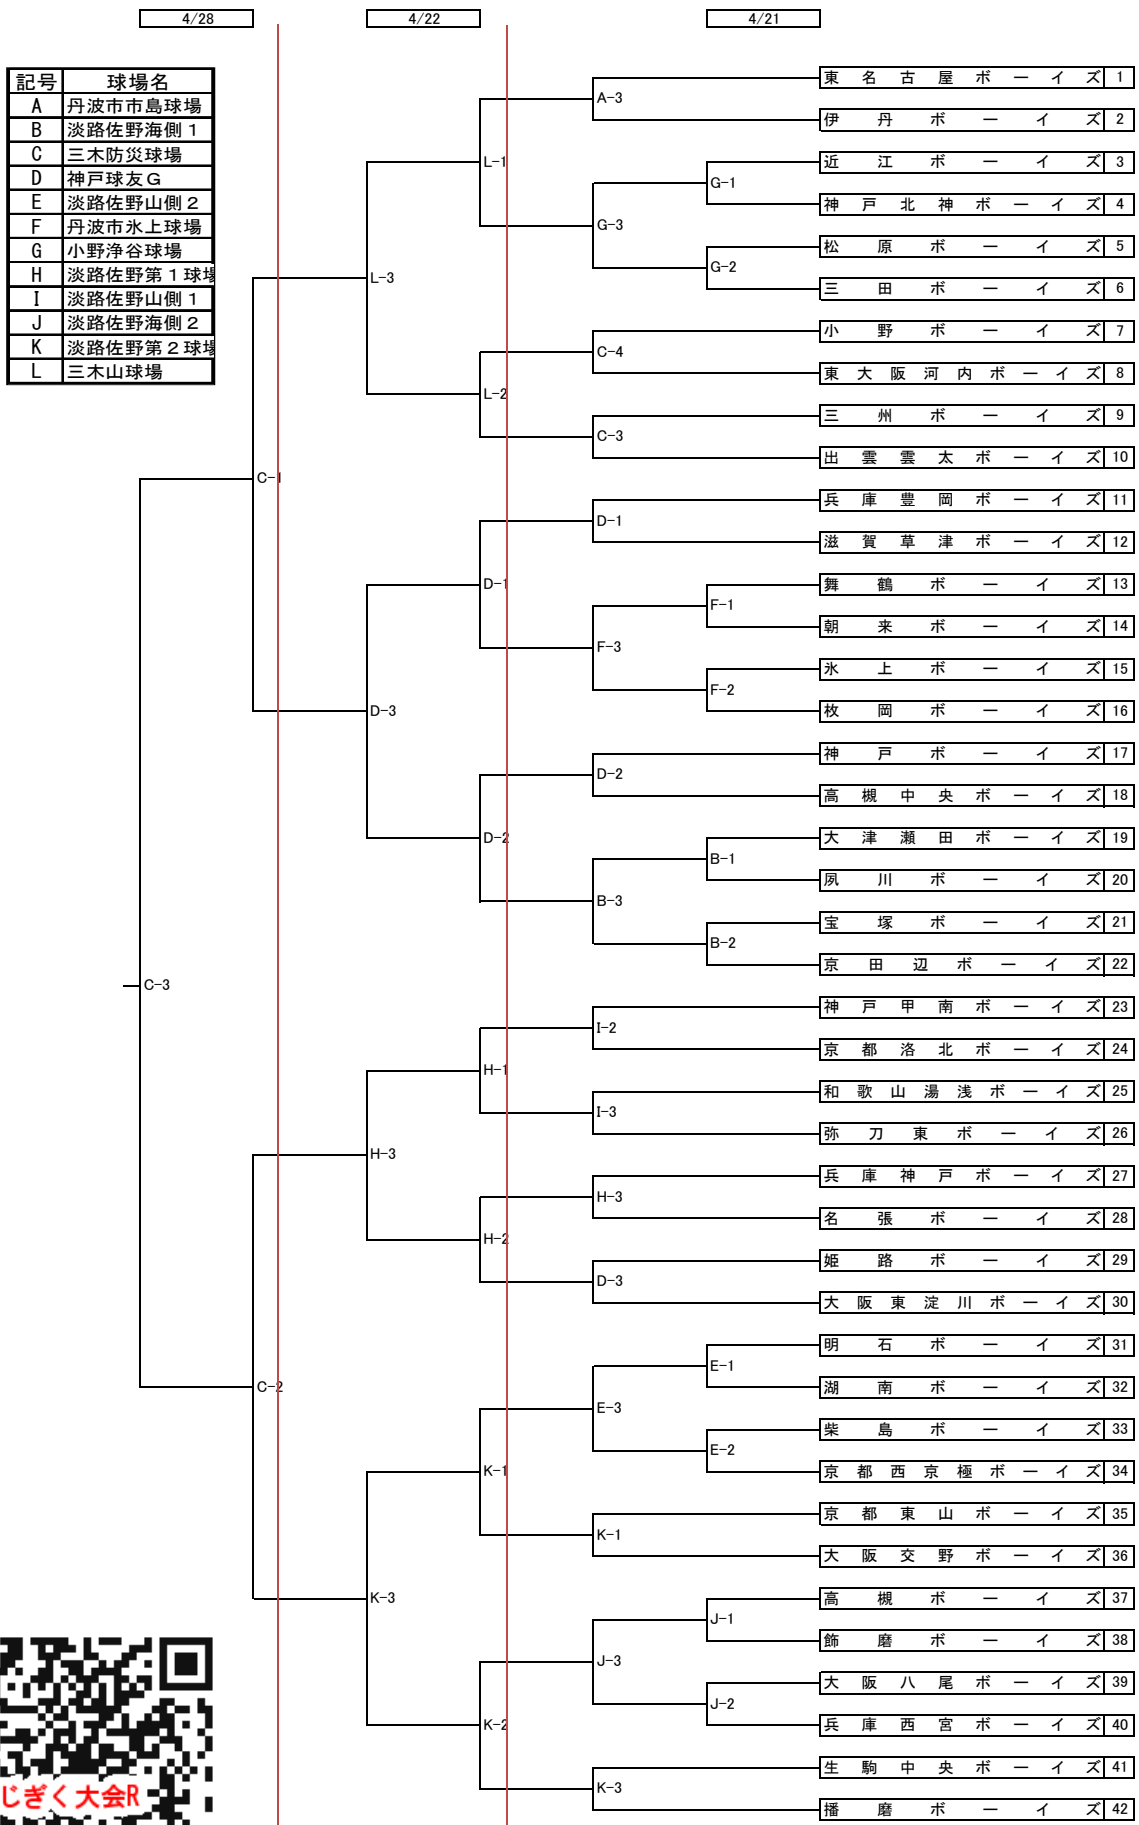 4/28 4/22 4/21
記号 球場名
A 丹波市市島球場
B 淡路佐野海側１
C 三木防災球場
D 神戸球友Ｇ
E 淡路佐野山側２
F 丹波市氷上球場
G 小野浄谷球場
H 淡路佐野第１球場
I 淡路佐野山側１
J 淡路佐野海側２
K 淡路佐野第２球場
L 三木山球場
東名古屋ボーイズ 1
A-3
伊丹ボーイズ 2
L-1
近江ボーイズ 3
G-1
神戸北神ボーイズ 4
G-3
松原ボーイズ 5
G-2
L-3
三田ボーイズ 6
小野ボーイズ 7
C-4
東大阪河内ボーイズ 8
L-2
三州ボーイズ 9
C-3
出雲雲太ボーイズ 10
C-1
兵庫豊岡ボーイズ 11
D-1
滋賀草津ボーイズ 12
D-1
舞鶴ボーイズ 13
F-1
朝来ボーイズ 14
F-3
氷上ボーイズ 15
F-2
D-3
枚岡ボーイズ 16
神戸ボーイズ 17
D-2
高槻中央ボーイズ 18
D-2
大津瀬田ボーイズ 19
B-1
夙川ボーイズ 20
B-3
宝塚ボーイズ 21
B-2
京田辺ボーイズ 22
C-3
神戸甲南ボーイズ 23
I-2
京都洛北ボーイズ 24
H-1
和歌山湯浅ボーイズ 25
I-3
弥刀東ボーイズ 26
H-3
兵庫神戸ボーイズ 27
H-3
名張ボーイズ 28
H-2
姫路ボーイズ 29
D-3
大阪東淀川ボーイズ 30
明石ボーイズ 31
E-1
C-2
湖南ボーイズ 32
E-3
柴島ボーイズ 33
E-2
京都西京極ボーイズ 34
K-1
京都東山ボーイズ 35
K-1
大阪交野ボーイズ 36
K-3
高槻ボーイズ 37
J-1
飾磨ボーイズ 38
J-3
大阪八尾ボーイズ 39
J-2
兵庫西宮ボーイズ 40
K-2
生駒中央ボーイズ 41
K-3
播磨ボーイズ 42
じぎく大会R